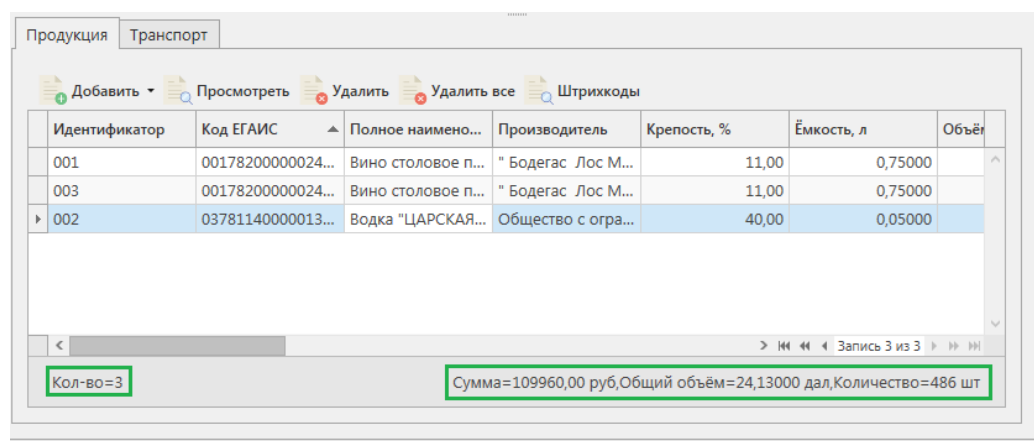 Продукция Транспорт
Добавить Просмотреть Удалить Удалить все Штрихкоды
Идентификатор Код ЕГАИС Полное наимено... Производитель Крепость, % Ёмкость, л Объём
001 00178200000024... Вино столовое п... " Бодегас Лос М... 11,00 0,75000
003 00178200000024... Вино столовое п... " Бодегас Лос М... 11,00 0,75000
002 03781140000013... Водка "ЦАРСКАЯ... Общество с огра... 40,00 0,05000
Запись 3 из 3
Кол-во=3 Сумма=109960,00 руб,Общий объём=24,13000 дал,Количество=486 шт